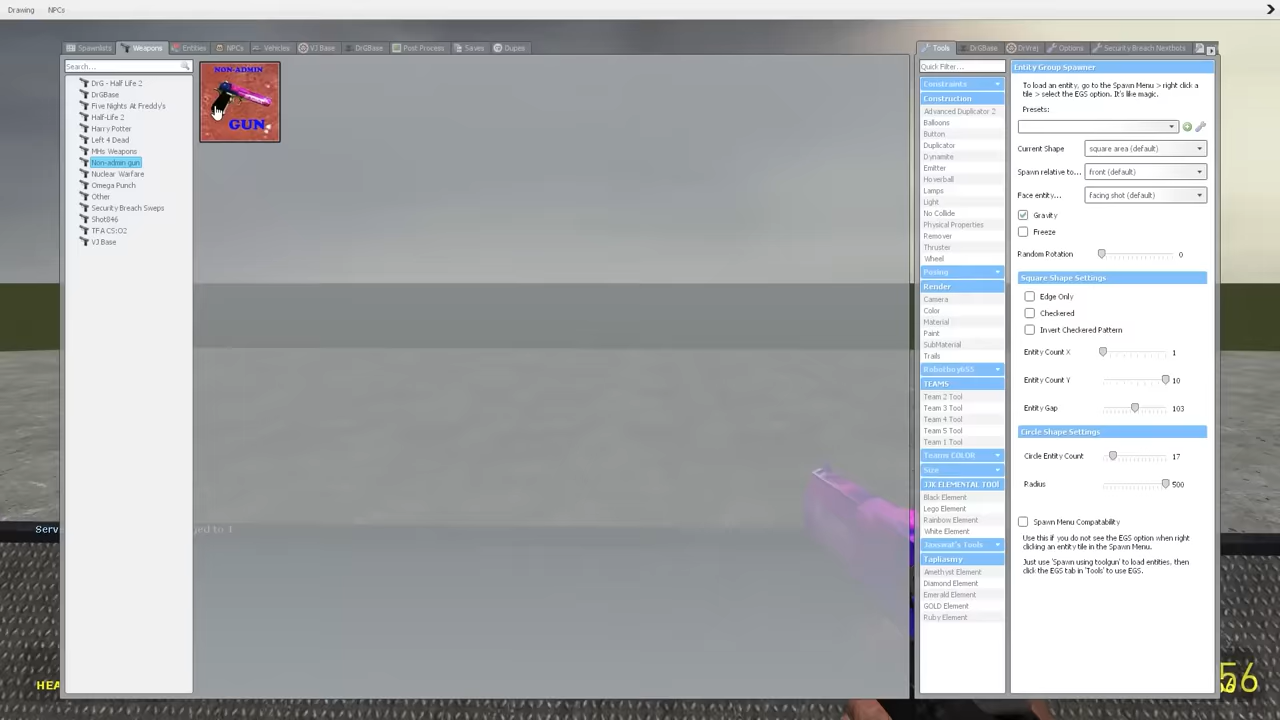 Drawing
NPCs
Spawnlists
Weapons
Entities
NPCs
Vehicles
VJ Base
DrGBase
Post Process
Saves
Dupes
Search...
DrG - Half Life 2
DrGBase
Five Nights At Freddy's
Half-Life 2
Harry Potter
Left 4 Dead
MHs Weapons
Non-admin gun
Nuclear Warfare
Omega Punch
Other
Security Breach Sweps
Shot846
TFA CS:O2
VJ Base
NON-ADMIN
GUN
Serv
ged to 1
HEA
56
Tools
DrGBase
DrVrej
Options
Security Breach Nextbots
Quick Filter...
Constraints
Construction
Advanced Duplicator 2
Balloons
Button
Duplicator
Dynamite
Emitter
Hoverball
Lamps
Light
No Collide
Physical Properties
Remover
Thruster
Wheel
Posing
Render
Camera
Color
Material
Paint
SubMaterial
Trails
Robotboy655
TEAMS
Team 2 Tool
Team 3 Tool
Team 4 Tool
Team 5 Tool
Team 1 Tool
Teams COLOR
Size
JJK ELEMENTAL TOOl
Black Element
Lego Element
Rainbow Element
White Element
Amethyst Element
Diamond Element
Emerald Element
GOLD Element
Ruby Element
Entity Group Spawner
To load an entity, go to the Spawn Menu > right click a
tile > select the EGS option. It's like magic.
Presets:
Current Shape
square area (default)
Spawn relative to...
front (default)
Face entity...
facing shot (default)
Gravity
Freeze
Random Rotation
0
Square Shape Settings
Edge Only
Checkered
Invert Checkered Pattern
Entity Count X
1
Entity Count Y
10
Entity Gap
103
Circle Shape Settings
Circle Entity Count
17
Radius
500
Spawn Menu Compatability
Use this if you do not see the EGS option when right
clicking an entity tile in the Spawn Menu.
Just use 'Spawn using toolgun' to load entities, then
click the EGS tab in 'Tools' to use EGS.